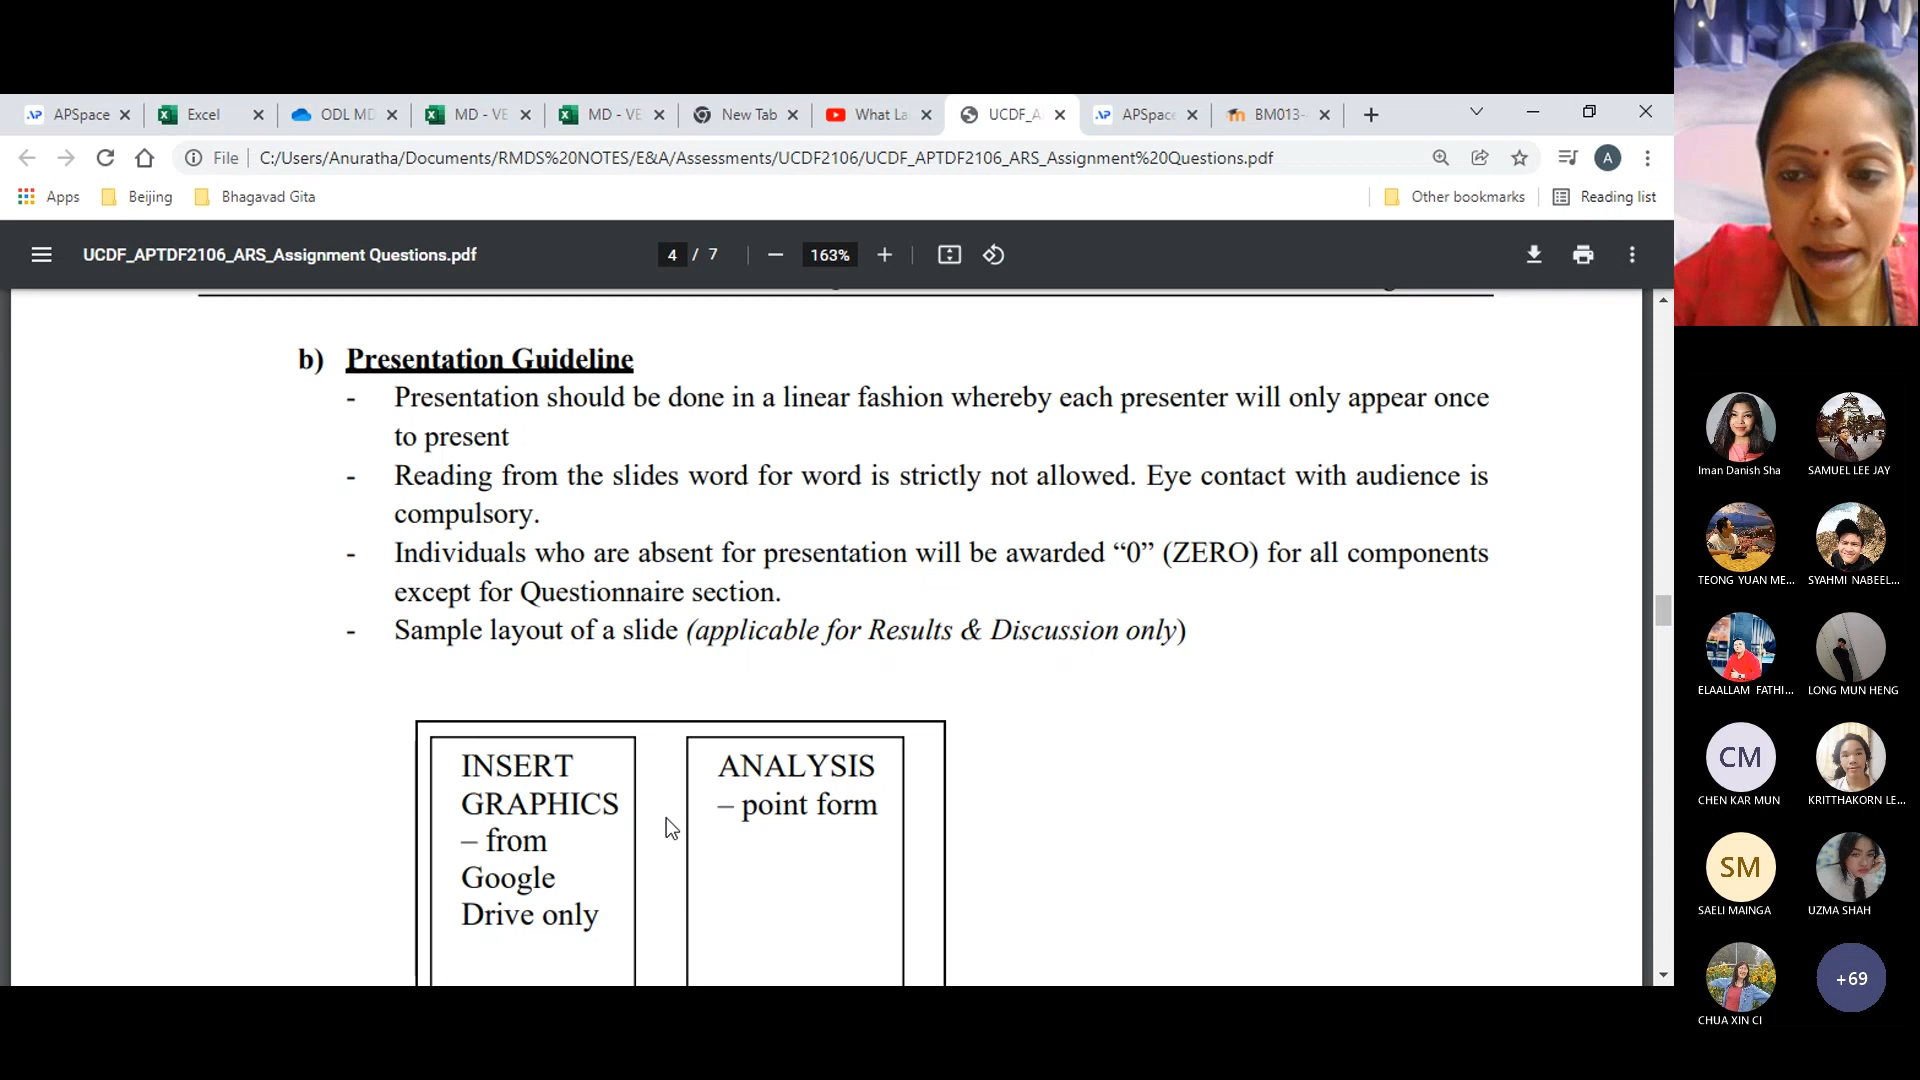 APSpace
Excel
ODL MD
MD - VE
MD - VE
New Tab
What La
UCDF_A
APSpace
BM013-
File
C:/Users/Anuratha/Documents/RMDS%20NOTES/E&A/Assessments/UCDF2106/UCDF_APTDF2106_ARS_Assignment%20Questions.pdf
A
Apps
Beijing
Bhagavad Gita
Other bookmarks
Reading list
UCDF_APTDF2106_ARS_Assignment Questions.pdf
4 / 7
163%
b) Presentation Guideline
- Presentation should be done in a linear fashion whereby each presenter will only appear once
to present
- Reading from the slides word for word is strictly not allowed. Eye contact with audience is
compulsory.
- Individuals who are absent for presentation will be awarded “0” (ZERO) for all components
except for Questionnaire section.
- Sample layout of a slide (applicable for Results & Discussion only)
INSERT
GRAPHICS
– from
Google
Drive only
ANALYSIS
– point form
Iman Danish Sha
SAMUEL LEE JAY
TEONG YUAN ME...
SYAHMI NABEEL...
ELAALLAM FATHI...
LONG MUN HENG
CM
CHEN KAR MUN
KRITTHAKORN LE...
SM
SAELI MAINGA
UZMA SHAH
CHUA XIN CI
+69